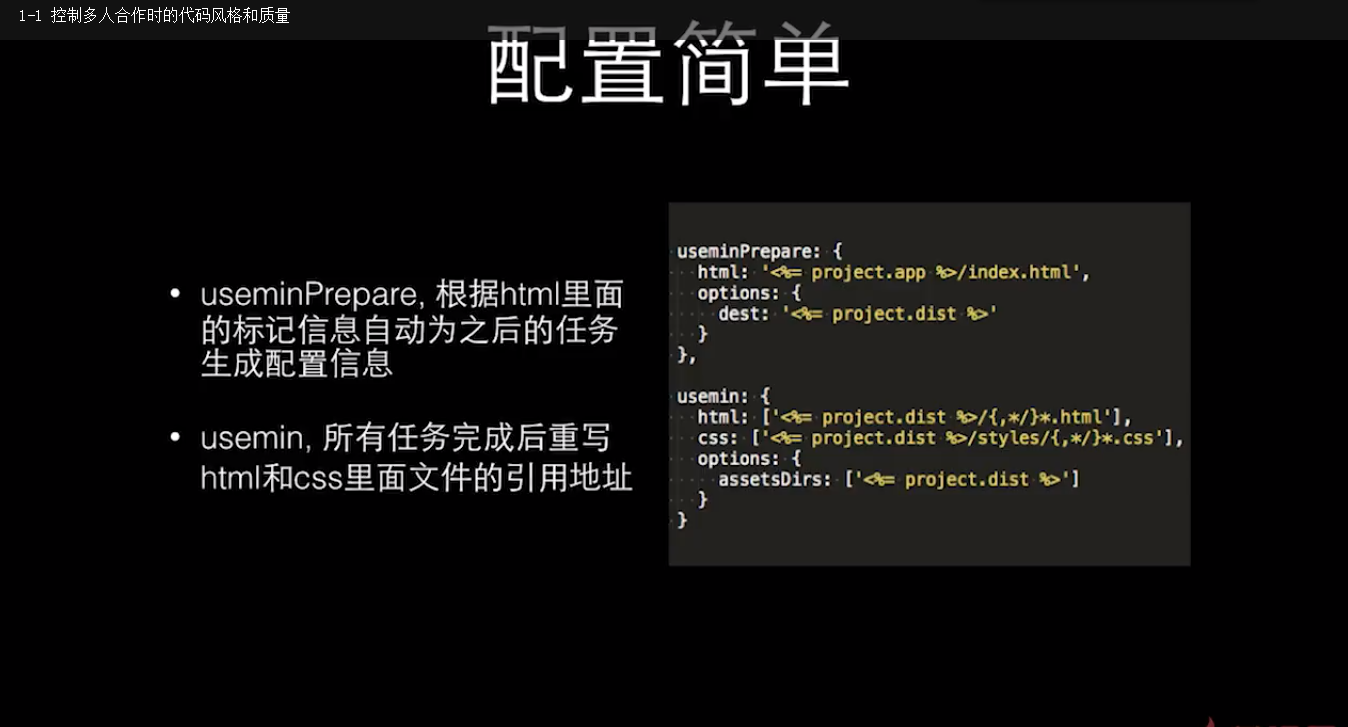 1-1 控制多人合作时的代码风格和质量
配置简单
• useminPrepare, 根据html里面
的标记信息自动为之后的任务
生成配置信息
• usemin, 所有任务完成后重写
html和css里面文件的引用地址
useminPrepare: {
  html: '<%= project.app %>/index.html',
  options: {
    dest: '<%= project.dist %>'
  }
},
usemin: {
  html: ['<%= project.dist %>/{,*/}*.html'],
  css: ['<%= project.dist %>/styles/{,*/}*.css'],
  options: {
    assetsDirs: ['<%= project.dist %>']
  }
}